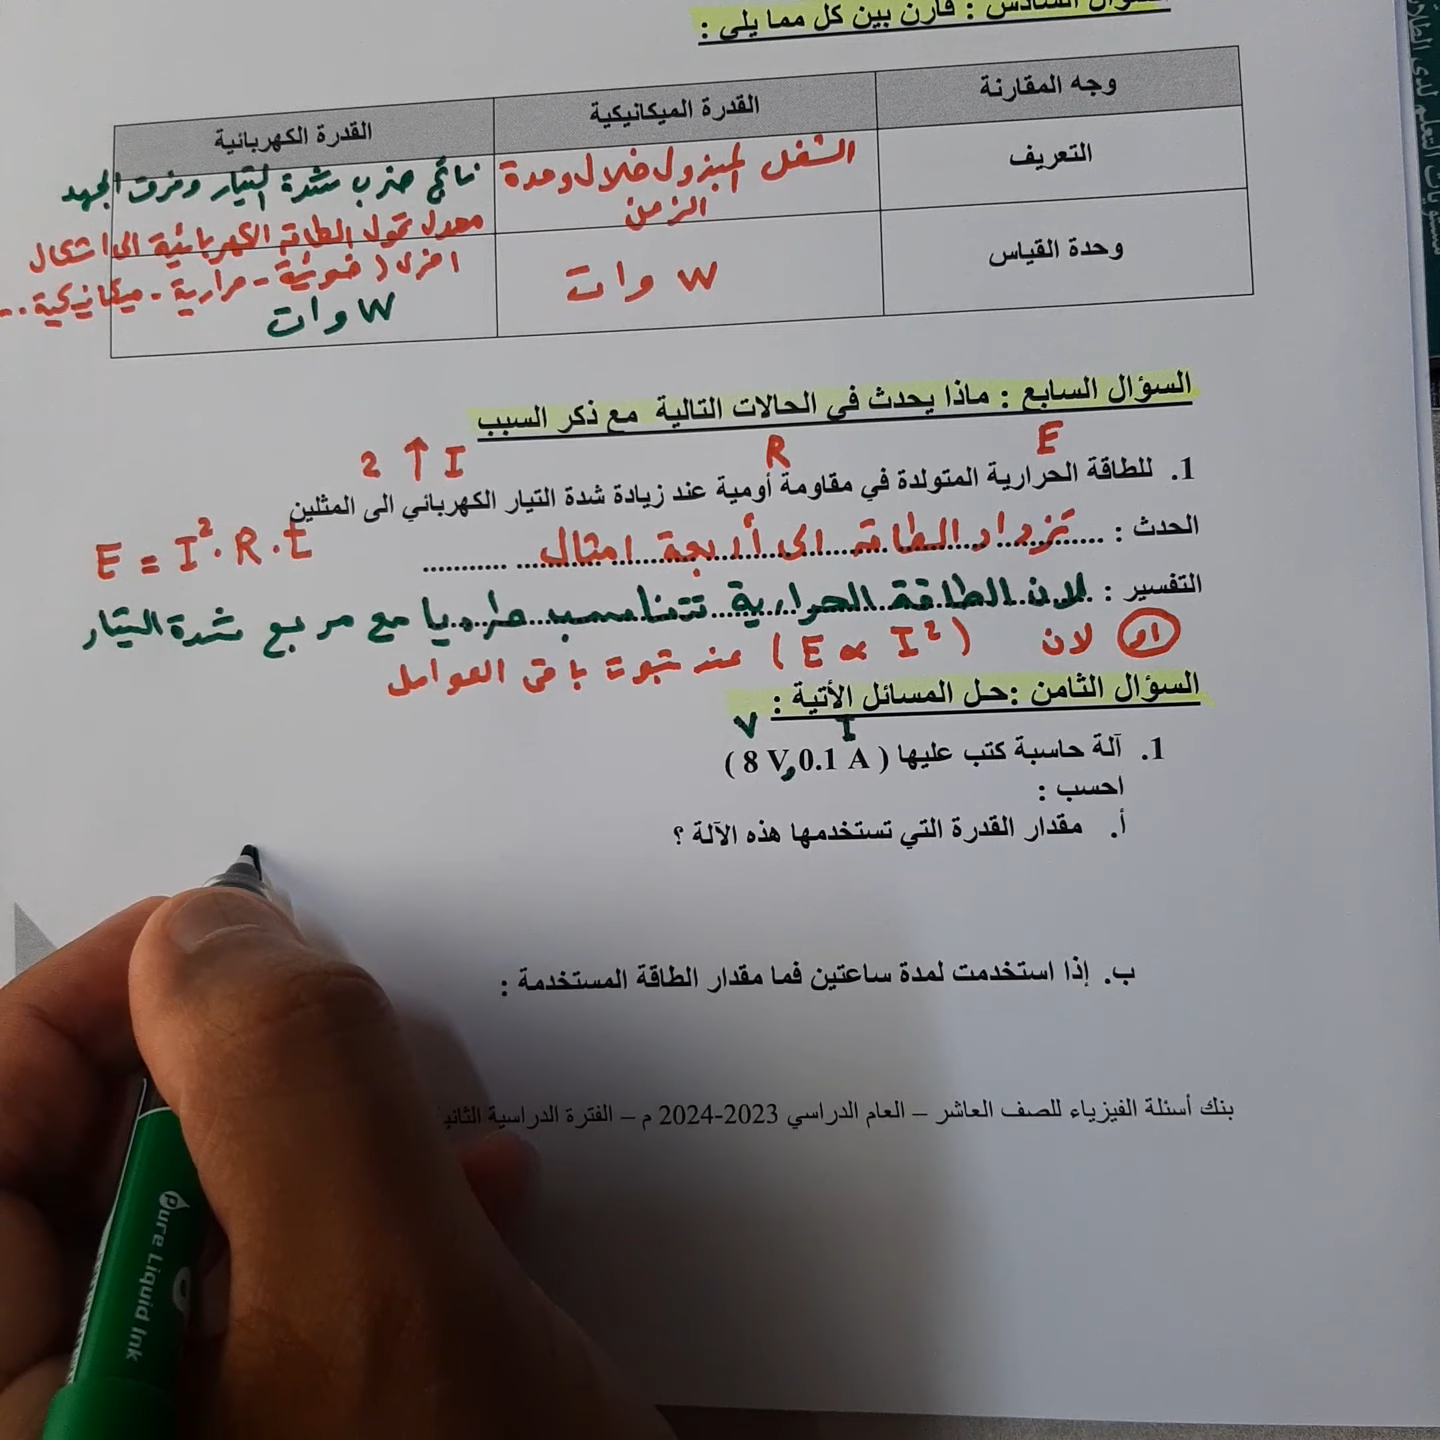 السؤال السادس : قارن بين كل مما يلي :
وجه المقارنة القدرة الميكانيكية القدرة الكهربائية
التعريف الشغل المبزول خلال وحدة الزمن
ناتج ضرب شدة التيار وفرق الجهد
معدل تحول الطاقة الكهربائية الى اشكال
اخرى ( ضوئية - حرارية - ميكانيكية ..
وحدة القياس W وات W وات
السؤال السابع : ماذا يحدث في الحالات التالية مع ذكر السبب
E R I ↑ 2
1. للطاقة الحرارية المتولدة في مقاومة أومية عند زيادة شدة التيار الكهربائي الى المثلين
الحدث : تزداد الطاقة الى أربعة امثال
E = I². R . t
التفسير : لان الطاقة الحرارية تتناسب طرديا مع مربع شدة التيار
او لان ( E ∝ I² ) عند ثبوت باقي العوامل
السؤال الثامن :حل المسائل الأتية :
V I
1. آلة حاسبة كتب عليها ( 8 V,0.1 A )
احسب :
أ. مقدار القدرة التي تستخدمها هذه الآلة ؟
ب. إذا استخدمت لمدة ساعتين فما مقدار الطاقة المستخدمة :
بنك أسئلة الفيزياء للصف العاشر – العام الدراسي 2023-2024 م – الفترة الدراسية الثانية
Pure Liquid Ink